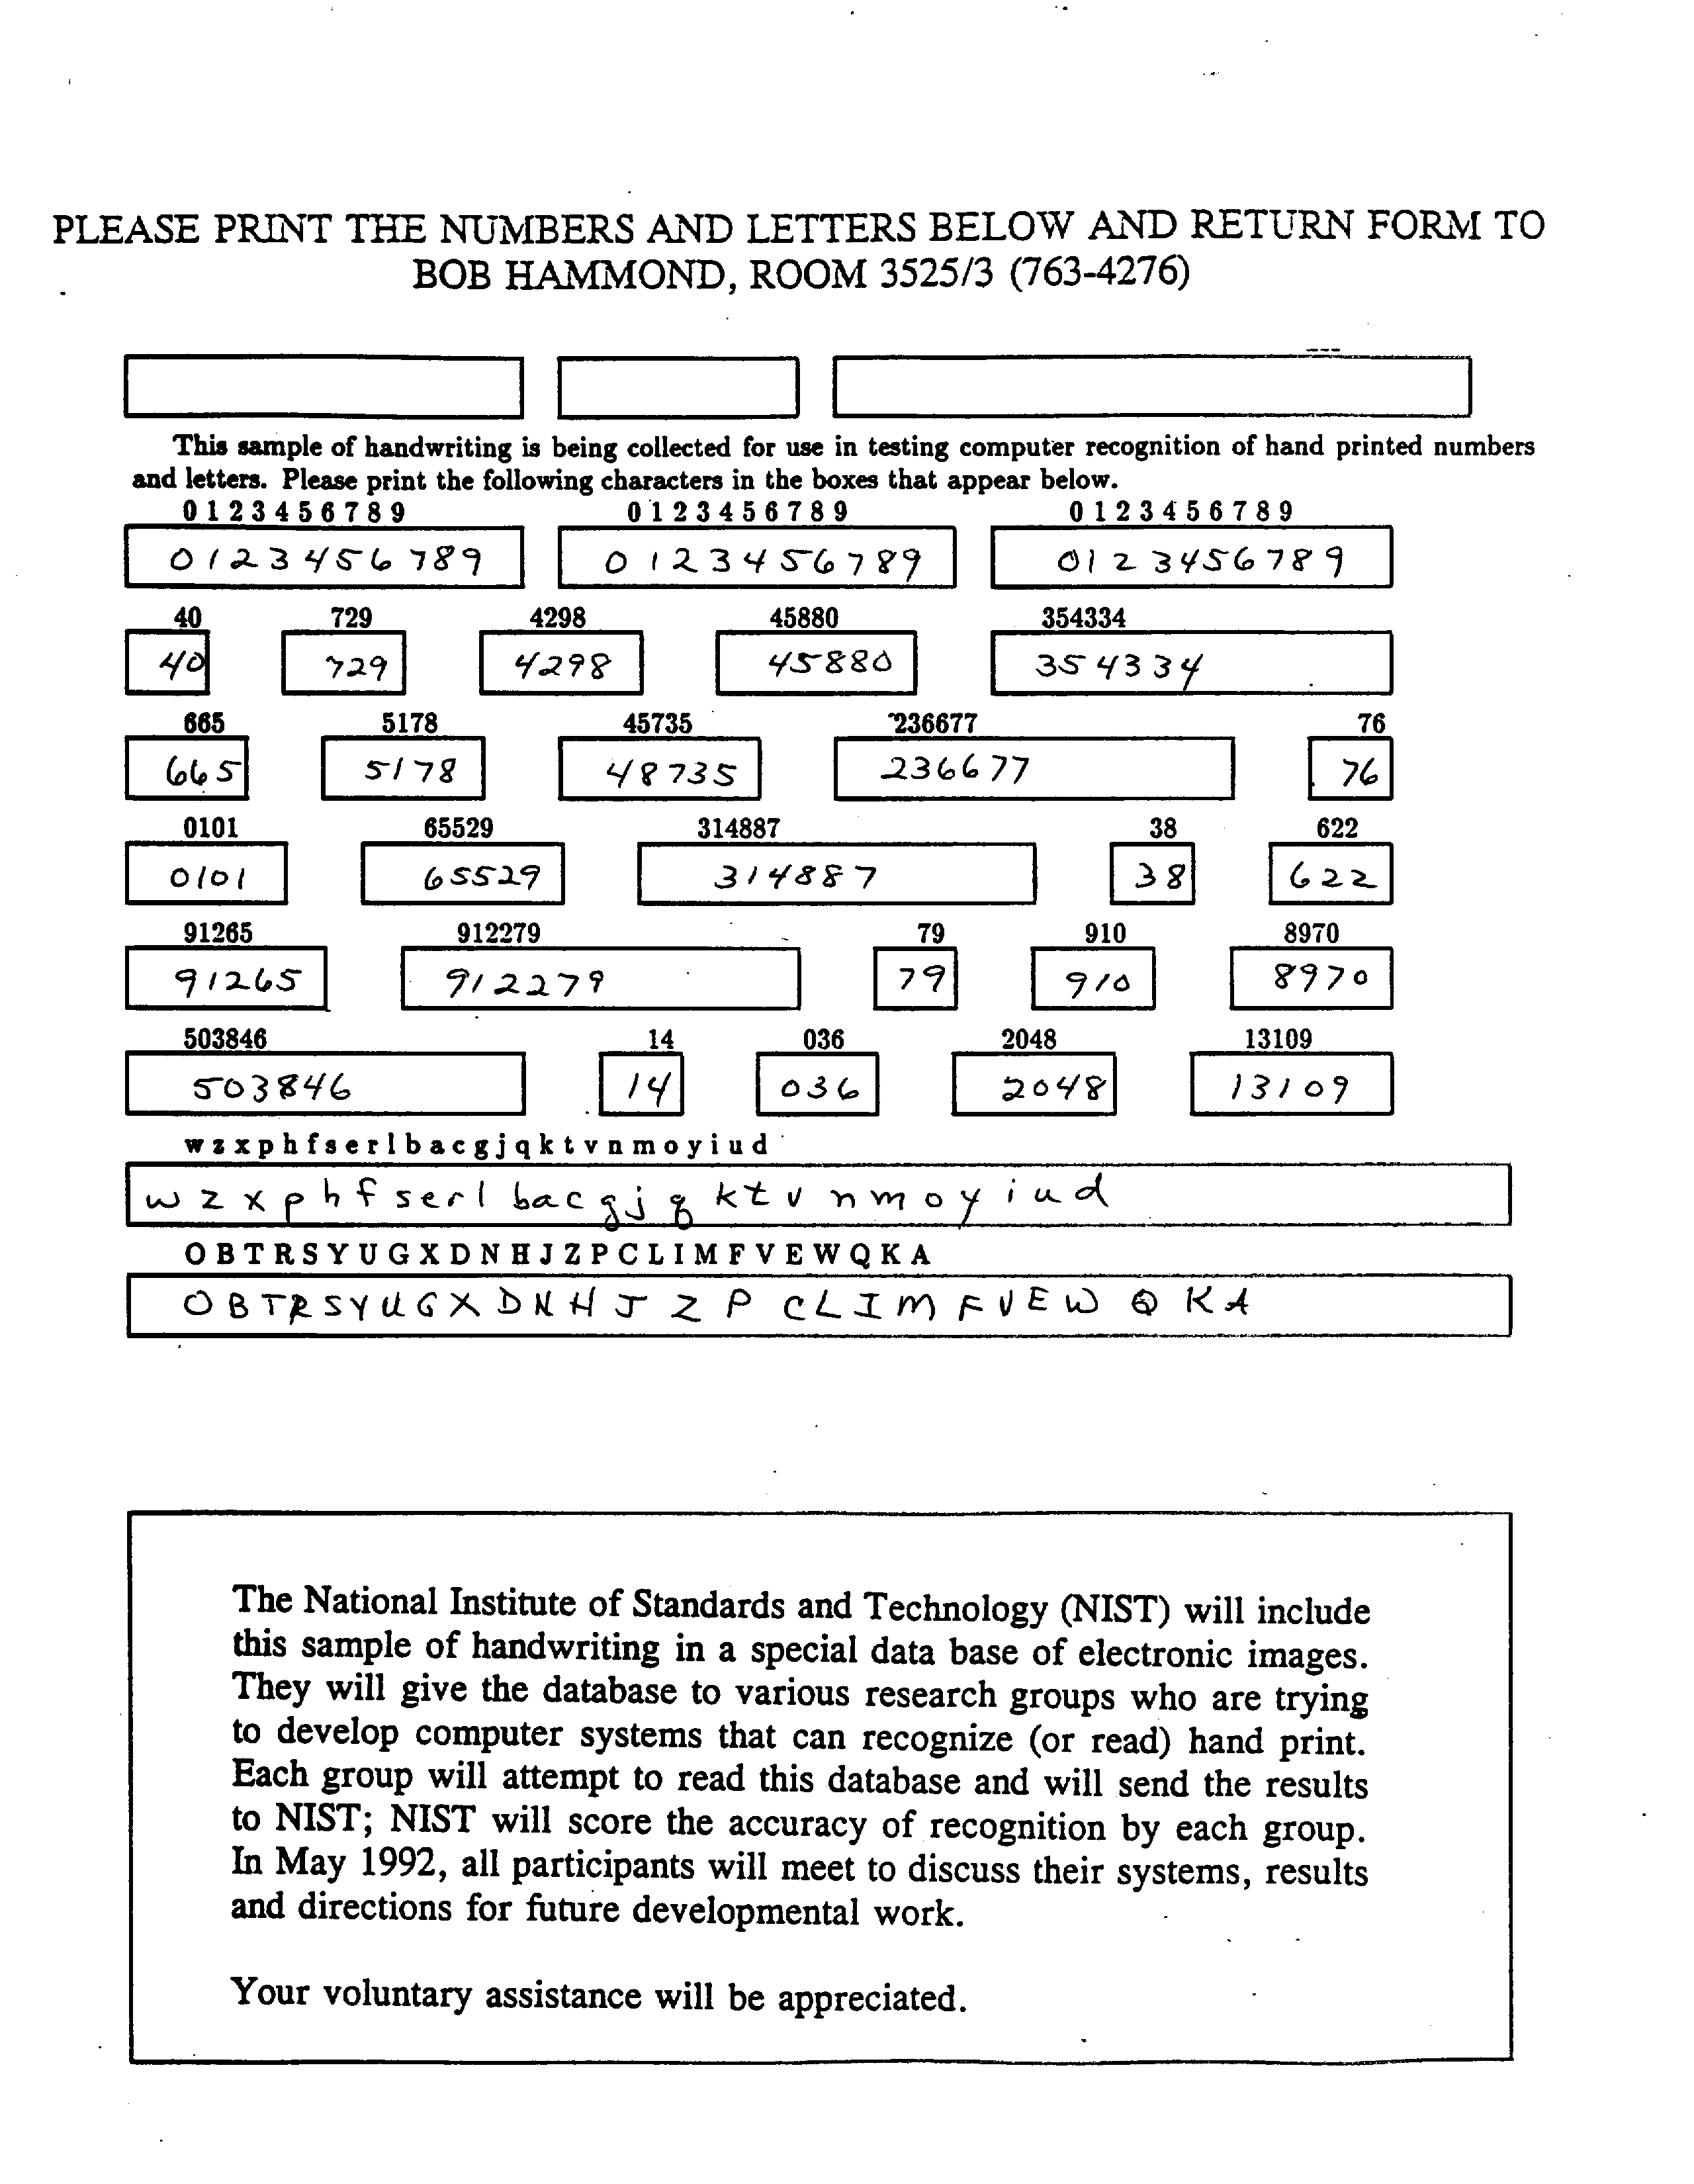 PLEASE PRINT THE NUMBERS AND LETTERS BELOW AND RETURN FORM TO
BOB HAMMOND, ROOM 3525/3 (763-4276)
This sample of handwriting is being collected for use in testing computer recognition of hand printed numbers
and letters. Please print the following characters in the boxes that appear below.
0 1 2 3 4 5 6 7 8 9 0 1 2 3 4 5 6 7 8 9 0 1 2 3 4 5 6 7 8 9
0123456789 0123456789 0123456789
40 729 4298 45880 354334
40 729 4298 45880 354334
665 5178 45735 236677 76
665 5178 48735 236677 76
0101 65529 314887 38 622
0101 65529 314887 38 622
91265 912279 79 910 8970
91265 912279 79 910 8970
503846 14 036 2048 13109
503846 14 036 2048 13109
w z x p h f s e r l b a c g j q k t v n m o y i u d
w z x p h f s e r l b a c g j q k t v n m o y i u d
O B T R S Y U G X D N H J Z P C L I M F V E W Q K A
O B T R S Y U G X D N H J Z P C L I M F V E W Q K A
The National Institute of Standards and Technology (NIST) will include
this sample of handwriting in a special data base of electronic images.
They will give the database to various research groups who are trying
to develop computer systems that can recognize (or read) hand print.
Each group will attempt to read this database and will send the results
to NIST; NIST will score the accuracy of recognition by each group.
In May 1992, all participants will meet to discuss their systems, results
and directions for future developmental work.
Your voluntary assistance will be appreciated.